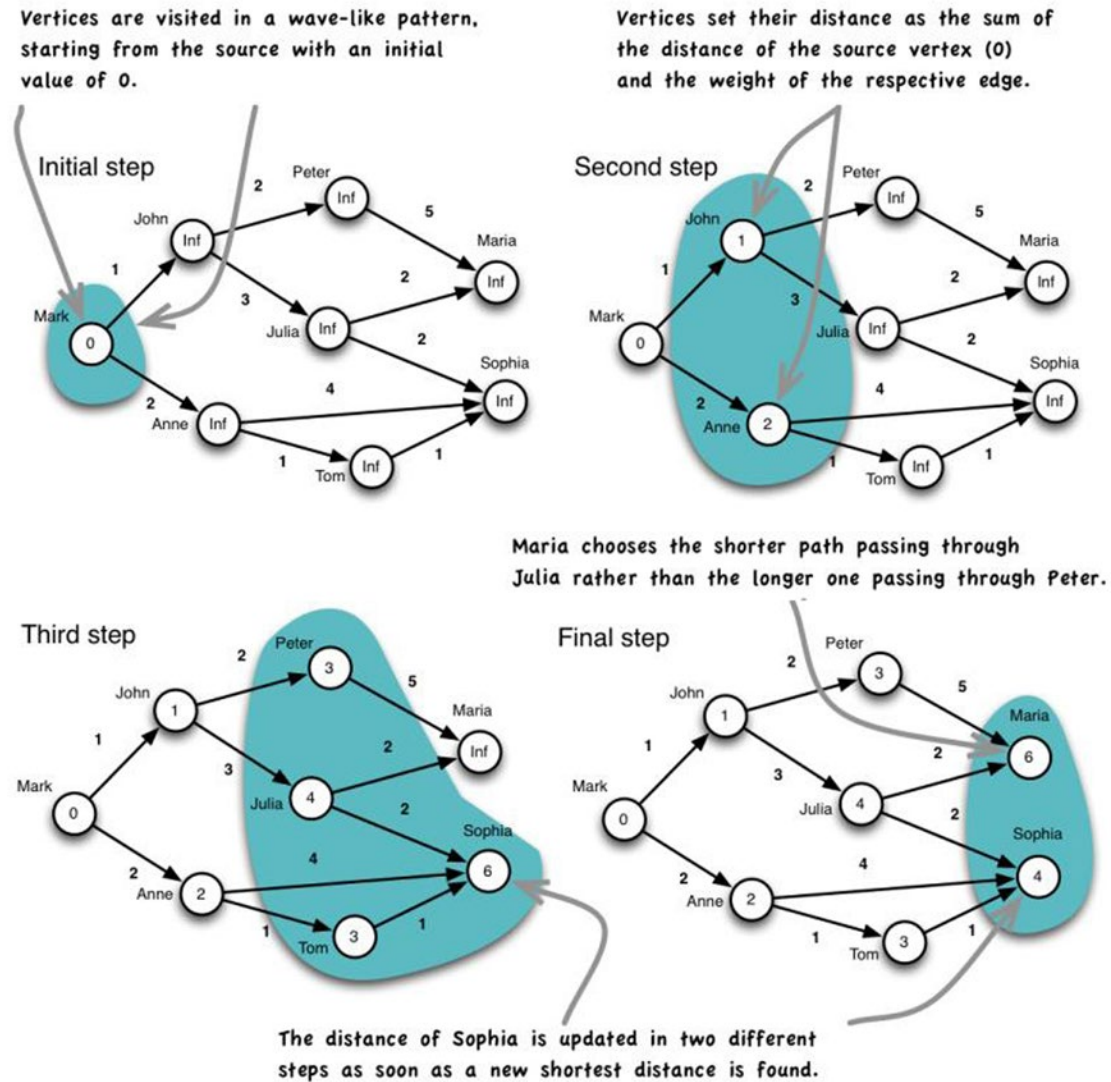 Vertices are visited in a wave-like pattern,
starting from the source with an initial
value of 0.
Vertices set their distance as the sum of
the distance of the source vertex (0)
and the weight of the respective edge.
Initial step
Mark
0
1
2
John
Inf
2
3
Peter
Inf
5
Maria
Inf
Julia
Inf
2
2
Sophia
Inf
4
Anne
Inf
1
Tom
Inf
1
Second step
Mark
0
1
2
John
1
2
3
Peter
Inf
5
Maria
Inf
Julia
Inf
2
2
Sophia
Inf
4
Anne
2
1
Tom
Inf
1
Maria chooses the shorter path passing through
Julia rather than the longer one passing through Peter.
Third step
Mark
0
1
2
John
1
2
3
Peter
3
5
Maria
Inf
Julia
4
2
2
Sophia
6
4
Anne
2
1
Tom
3
1
Final step
Mark
0
1
2
John
1
2
3
Peter
3
5
Maria
6
Julia
4
2
2
Sophia
4
4
Anne
2
1
Tom
3
1
The distance of Sophia is updated in two different
steps as soon as a new shortest distance is found.